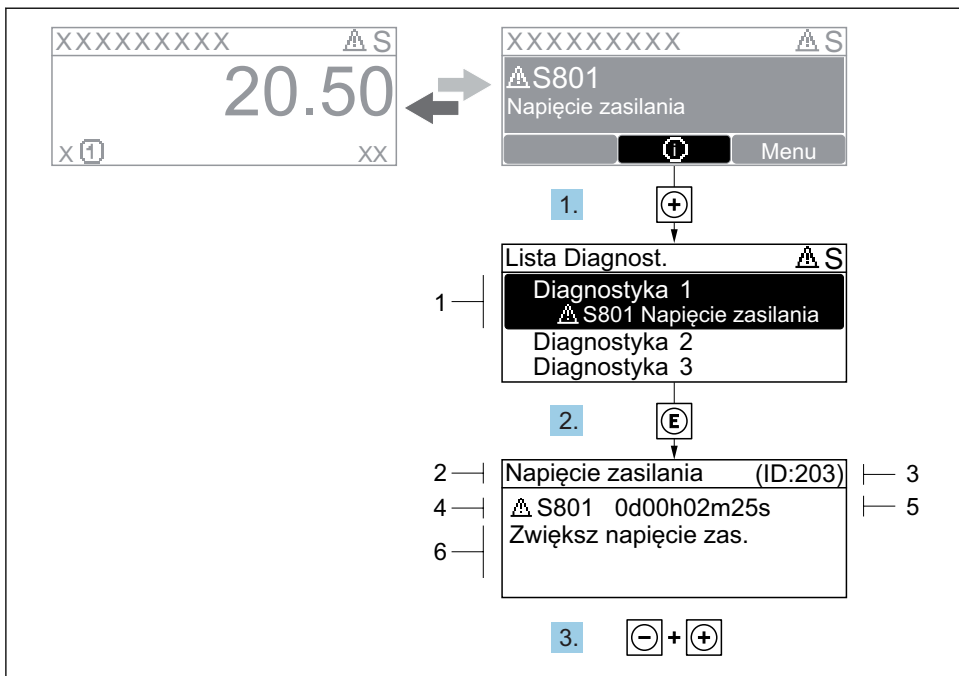 XXXXXXXXX ⚠ S
20.50
X ① XX
XXXXXXXXX ⚠ S
⚠ S801
Napięcie zasilania
ⓘ Menu
1. +
Lista Diagnost. ⚠ S
1
Diagnostyka 1
⚠ S801 Napięcie zasilania
Diagnostyka 2
Diagnostyka 3
2. E
2 Napięcie zasilania (ID:203) 3
4 ⚠ S801 0d00h02m25s 5
6 Zwiększ napięcie zas.
3. - + +